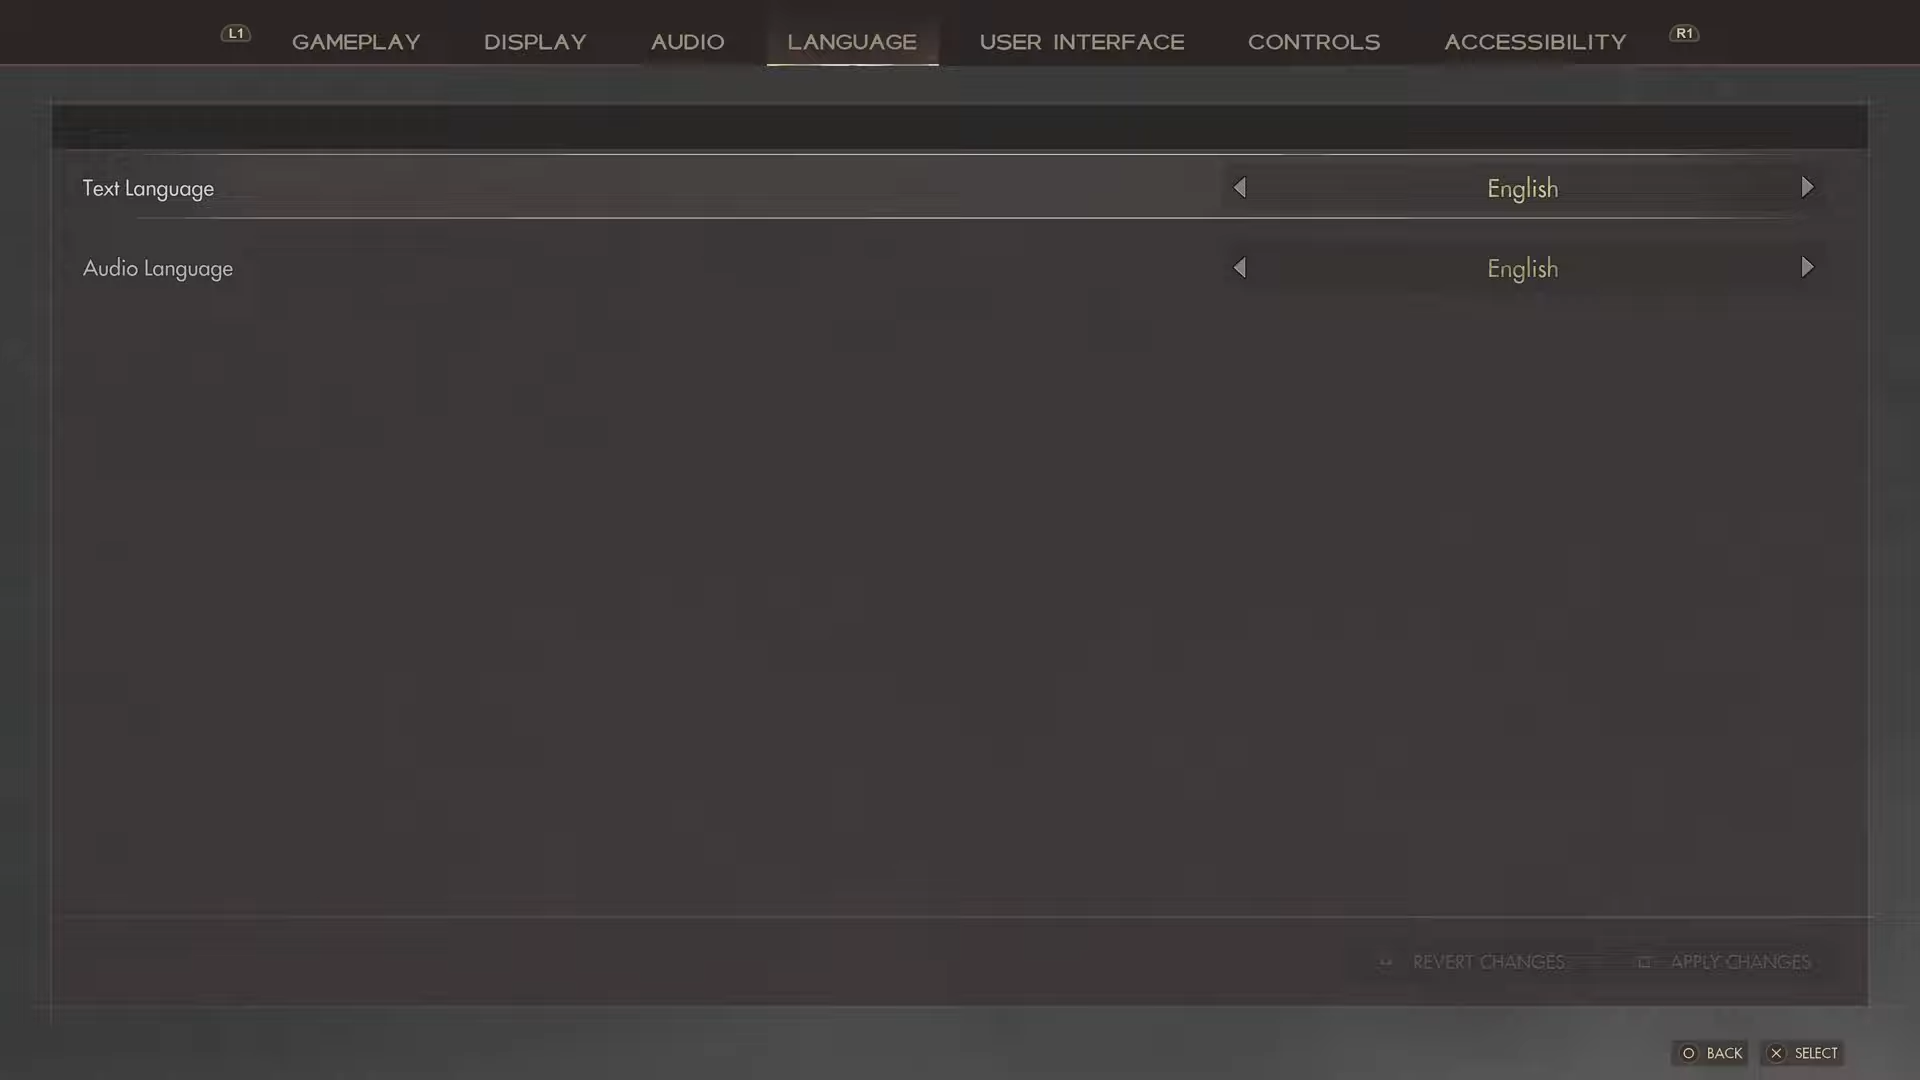 L1 GAMEPLAY DISPLAY AUDIO LANGUAGE USER INTERFACE CONTROLS ACCESSIBILITY R1
Text Language English
Audio Language English
REVERT CHANGES APPLY CHANGES
BACK SELECT